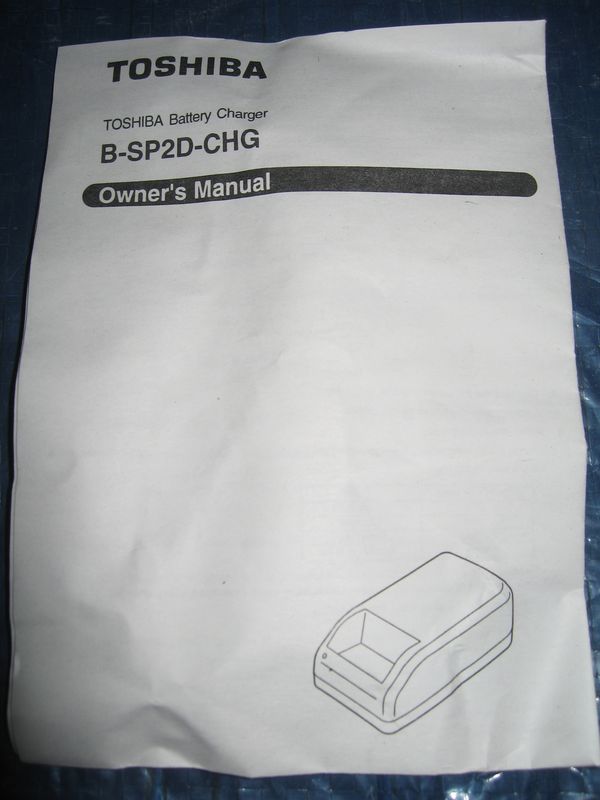 TOSHIBA
TOSHIBA Battery Charger
B-SP2D-CHG
Owner's Manual